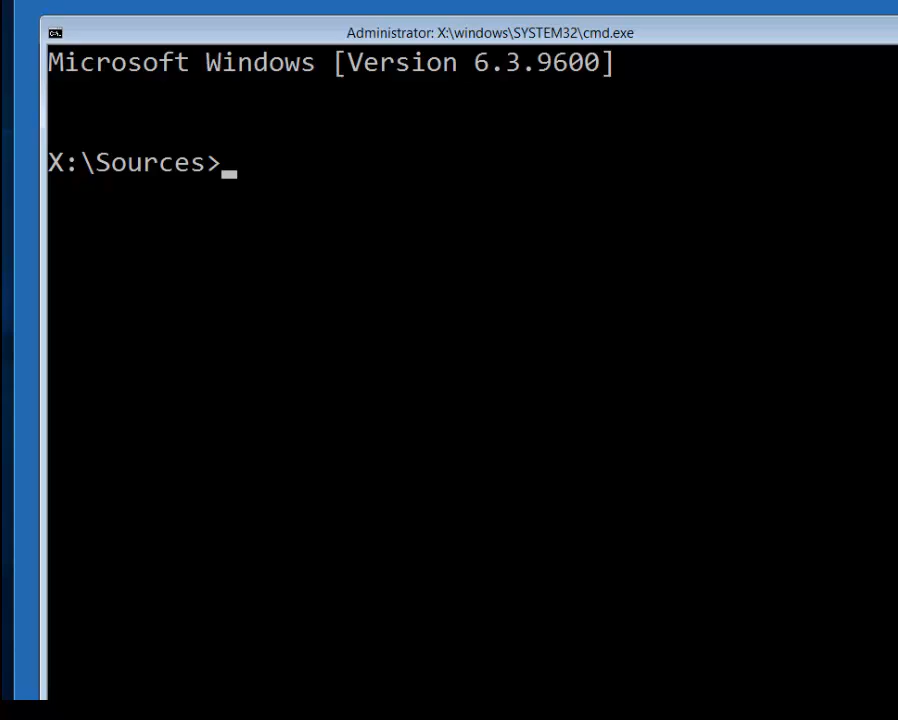 Administrator: X:\windows\SYSTEM32\cmd.exe
Microsoft Windows [Version 6.3.9600]
X:\Sources>_